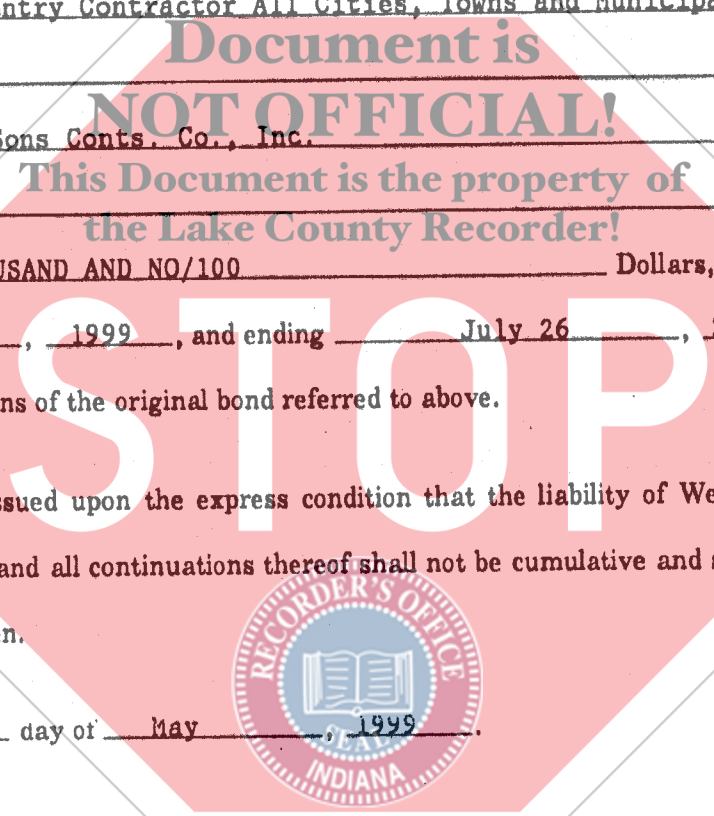 ntry Contractor All Cities, Towns and Municipa
Document is
NOT OFFICIAL!
Sons Conts. Co., Inc.
This Document is the property of
the Lake County Recorder!
USAND AND NO/100 Dollars,
, 1999 , and ending July 26 ,
STOP
ns of the original bond referred to above.
ssued upon the express condition that the liability of We
and all continuations thereof shall not be cumulative and s
n.
RECORDER'S OFFICE
day of May , 1999 .
SEAL
INDIANA